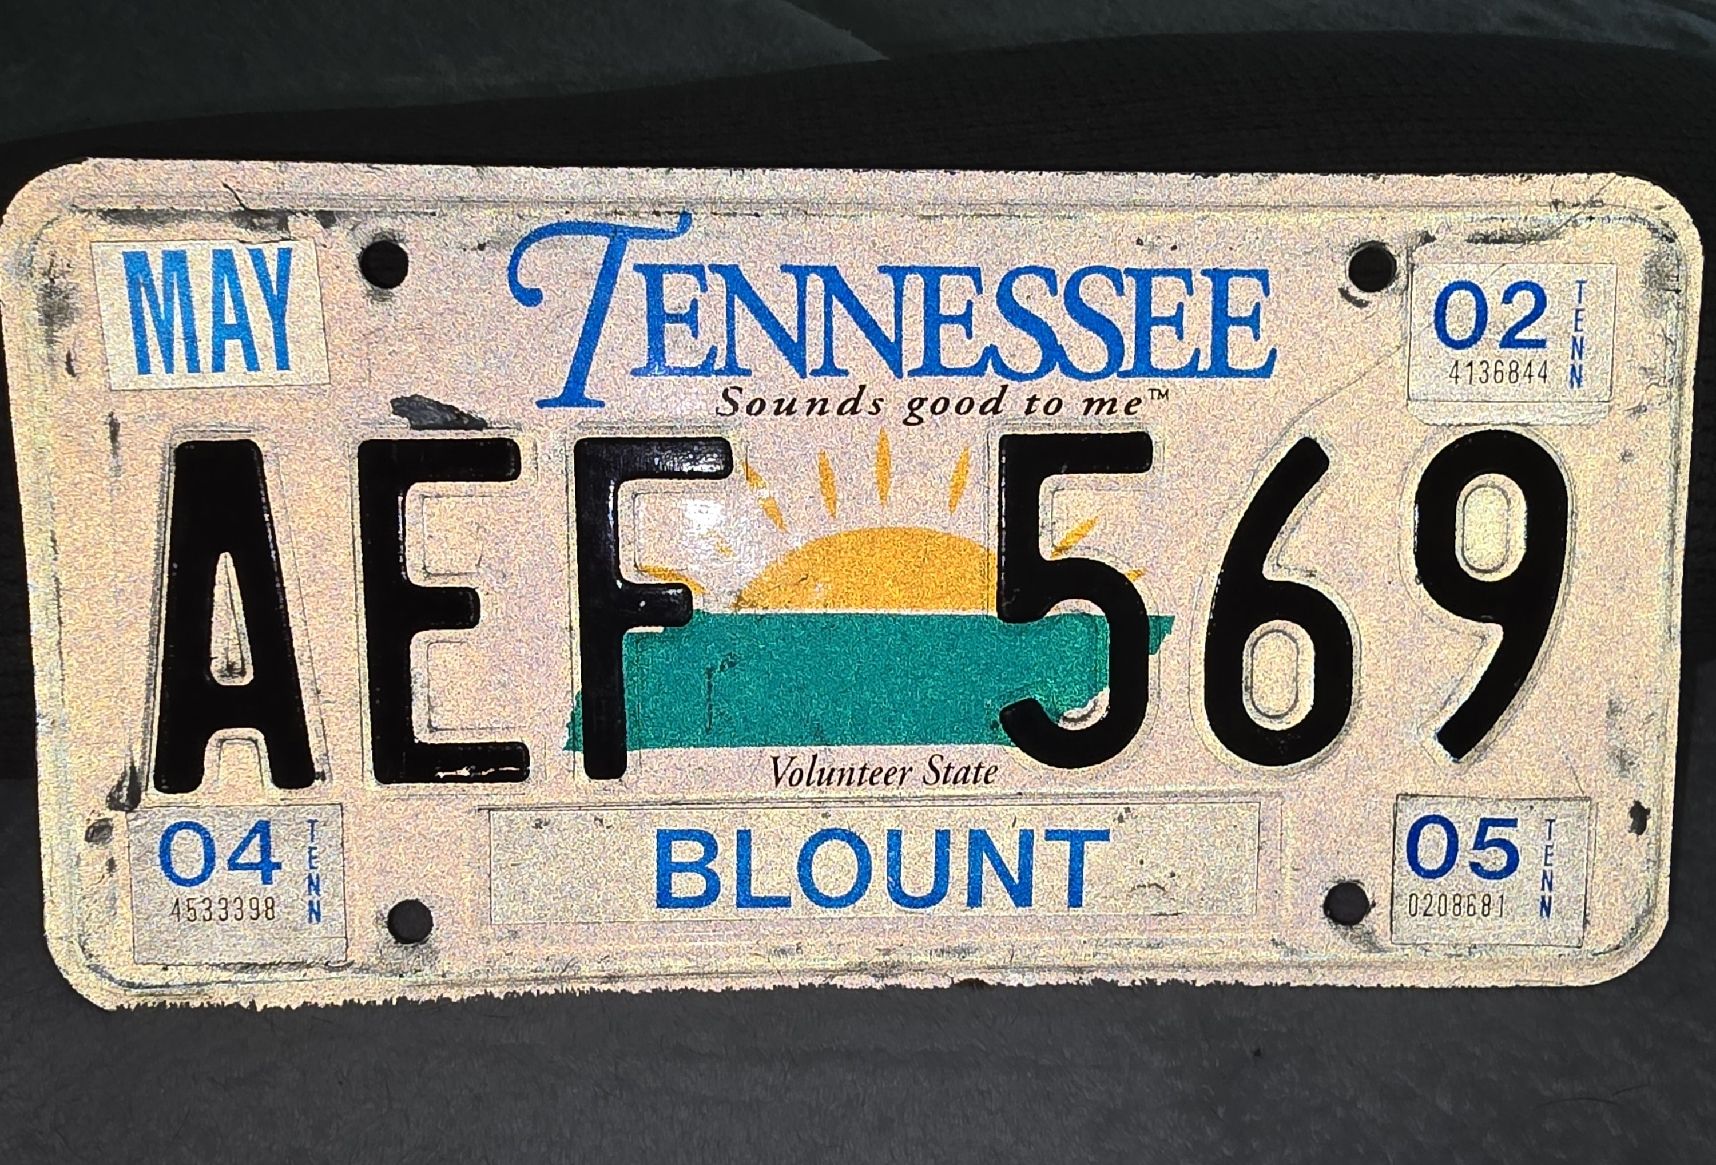 MAY
TENNESSEE
Sounds good to me™
02 TENN
4136844
AEF 569
Volunteer State
04 TENN
4533398
BLOUNT
05 TENN
0208681